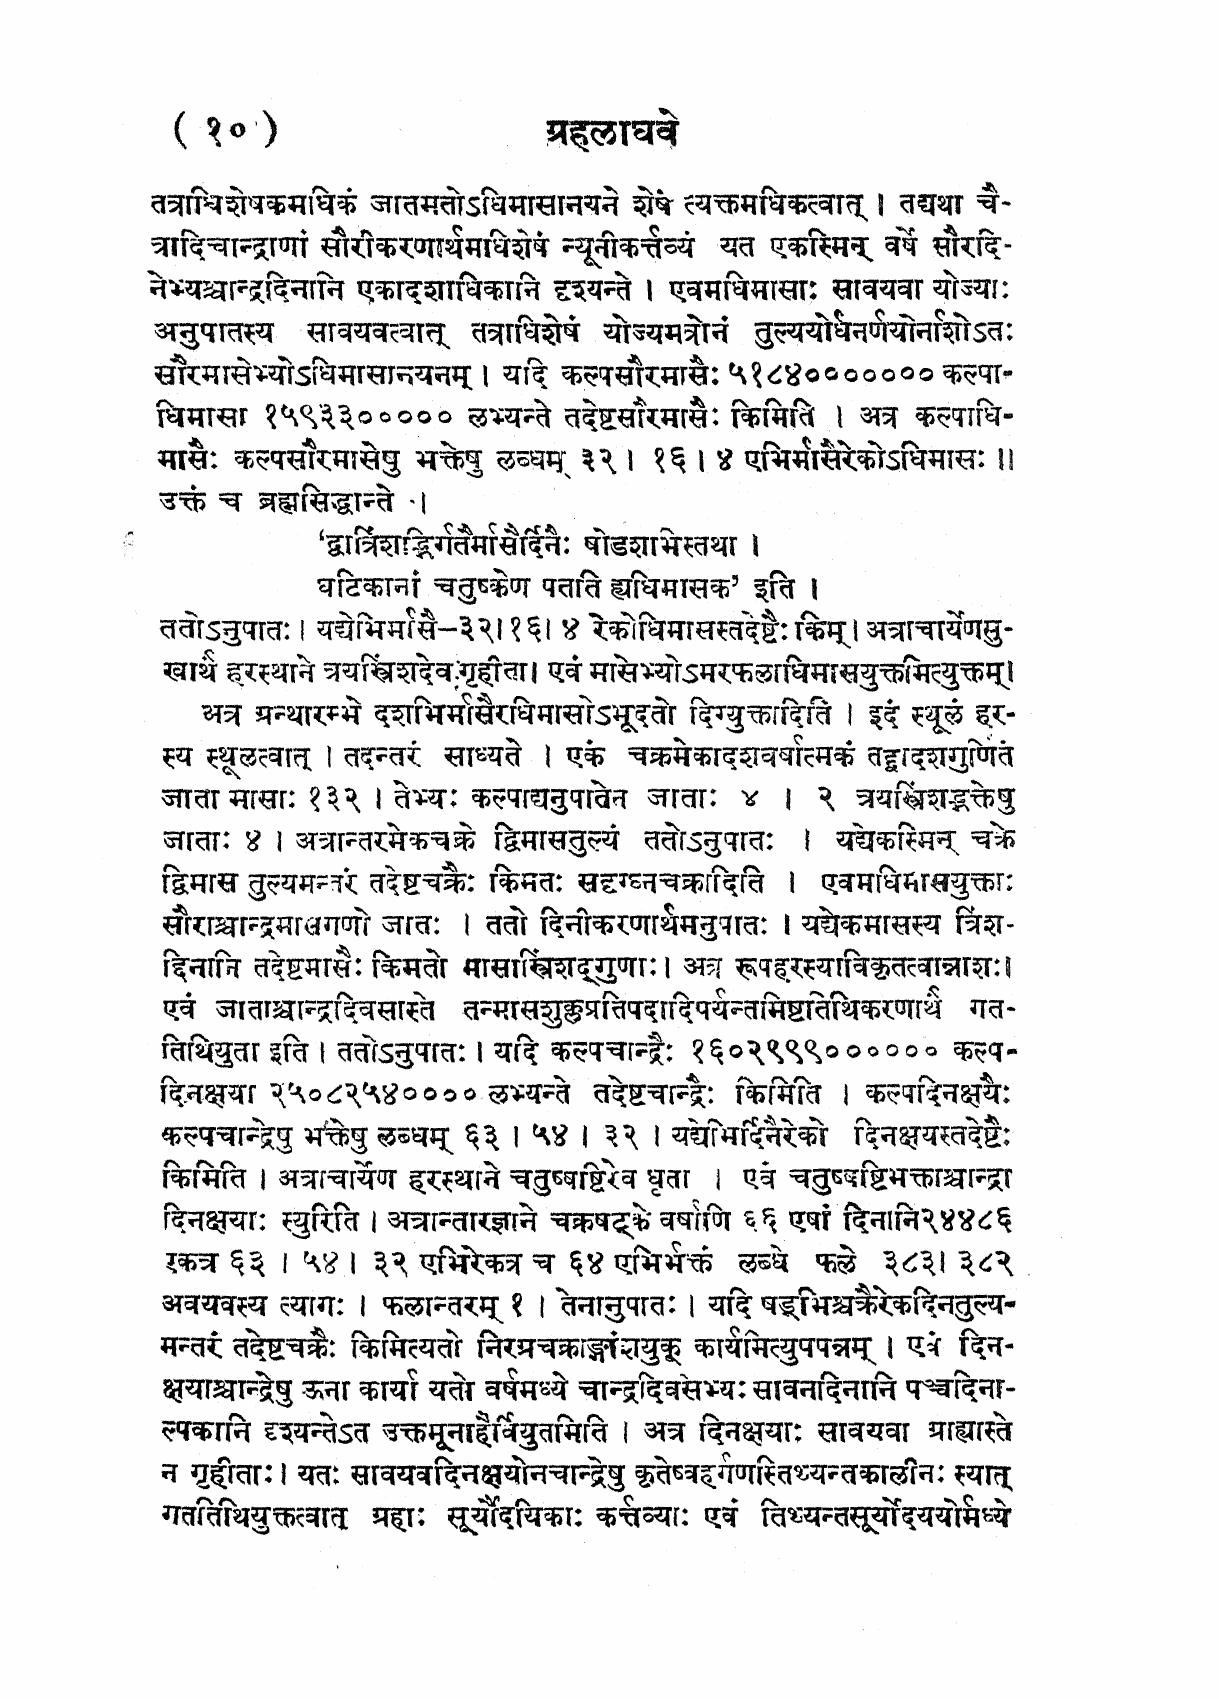 ( १० ) ग्रहलाघवे
तत्राधिशेषकमधिकं जातमतोऽधिमासानयने शेषं त्यक्तमधिकत्वात् । तद्यथा चै-
त्रादिचान्द्राणां सौरीकरणार्थमधिशेषं न्यूनीकर्त्तव्यं यत एकस्मिन् वर्षे सौरदि-
नेभ्यश्चान्द्रदिनानि एकादशाधिकानि दृश्यन्ते । एवमधिमासाः सावयवा योज्याः
अनुपातस्य सावयवत्वात् तत्राधिशेषं योज्यमत्रोनं तुल्ययोर्धनर्णयोर्नाशोऽतः
सौरमासेभ्योऽधिमासानयनम् । यदि कल्पसौरमासैः ५१८४००००००० कल्पा-
धिमासा १५९३३००००० लभ्यन्ते तदेष्टसौरमासैः किमिति । अत्र कल्पाधि-
मासैः कल्पसौरमासेषु भक्तेषु लब्धम् ३२ । १६ । ४ एभिर्मासैरेकोऽधिमासः ॥
उक्तं च ब्रह्मसिद्धान्ते ।
‘द्वात्रिंशद्भिर्गतैर्मासैर्दिनैः षोडशभिस्तथा ।
घटिकानां चतुष्केण पतति ह्यधिमासक’ इति ।
ततोऽनुपातः । यद्येभिर्मासै–३२।१६। ४ रेकोधिमासस्तदेष्टैः किम् । अत्राचार्येणसु-
खार्थं हरस्थाने त्रयस्त्रिंशदेव गृहीता। एवं मासेभ्योऽमरफलाधिमासयुक्तमित्युक्तम्।
अत्र ग्रन्थारम्भे दशभिर्मासैरधिमासोऽभूदतो दिग्युक्तादिति । इदं स्थूलं हर-
स्य स्थूलत्वात् । तदन्तरं साध्यते । एकं चक्रमेकादशवर्षात्मकं तद्द्वादशगुणितं
जाता मासाः १३२ । तेभ्यः कल्पाद्यनुपातेन जाताः ४ । २ त्रयस्त्रिंशद्भक्तेषु
जाताः ४ । अत्रान्तरमेकचक्रे द्विमासतुल्यं ततोऽनुपातः । यद्येकस्मिन् चक्रे
द्विमास तुल्यमन्तरं तदेष्टचक्रैः किमतः सदृग्घ्नचक्रादिति । एवमधिमासयुक्ताः
सौराश्चान्द्रमासगणो जातः । ततो दिनीकरणार्थमनुपातः । यद्येकमासस्य त्रिंश-
द्दिनानि तदेष्टमासैः किमतो मासास्त्रिंशद्गुणाः। अत्र रूपहरस्याविकृतत्वान्नाशः।
एवं जाताश्चान्द्रदिवसास्ते तन्मासशुक्लप्रतिपदादिपर्यन्तमिष्टतिथिकरणार्थं गत-
तिथियुता इति । ततोऽनुपातः । यदि कल्पचान्द्रैः १६०२९९९०००००० कल्प-
दिनक्षया २५०८२५४०००० लभ्यन्ते तदेष्टचान्द्रैः किमिति । कल्पदिनक्षयैः
कल्पचान्द्रेषु भक्तेषु लब्धम् ६३ । ५४ । ३२ । यद्येभिर्दिनैरेको दिनक्षयस्तदेष्टैः
किमिति । अत्राचार्येण हरस्थाने चतुष्षष्टिरेव धृता । एवं चतुष्षष्टिभक्ताश्चान्द्रा
दिनक्षयाः स्युरिति । अत्रान्तारज्ञाने चक्रषट्के वर्षाणि ६६ एषां दिनानि२४४८६
रकत्र ६३ । ५४ । ३२ एभिरेकत्र च ६४ एभिर्भक्तं लब्धे फले ३८३। ३८२
अवयवस्य त्यागः । फलान्तरम् १ । तेनानुपातः । यदि षड्भिश्चक्रैरेकदिनतुल्य-
मन्तरं तदेष्टचक्रैः किमित्यतो निरग्रचक्राङ्गांशयुक् कार्यमित्युपपन्नम् । एवं दिन-
क्षयाश्चान्द्रेषु ऊना कार्या यतो वर्षमध्ये चान्द्रदिवसेभ्यः सावनदिनानि पञ्चदिना-
ल्पकानि दृश्यन्तेऽत उक्तमूनाहैर्वियुतमिति । अत्र दिनक्षयाः सावयवा ग्राह्यास्ते
न गृहीताः । यतः सावयवदिनक्षयोनचान्द्रेषु कृतेष्वहर्गणस्तिथ्यन्तकालीनः स्यात्
गततिथियुक्तत्वात् ग्रहाः सूर्यौदयिकाः कर्त्तव्याः एवं तिथ्यन्तसूर्योदययोर्मध्ये